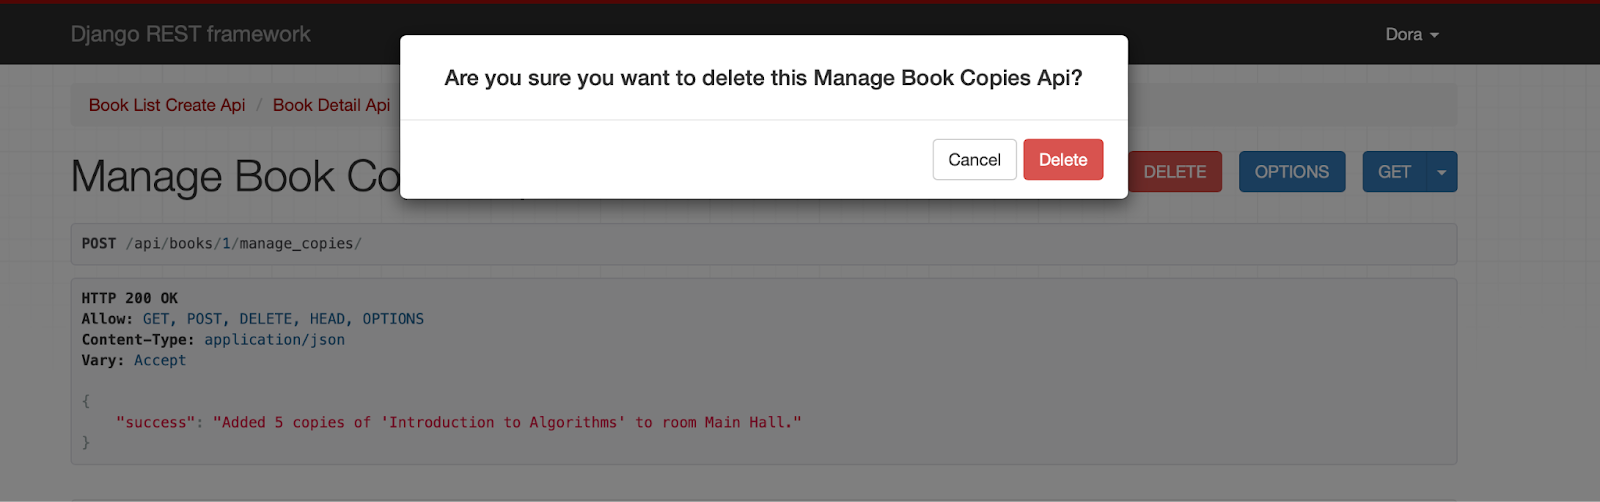 Django REST framework
Dora
Are you sure you want to delete this Manage Book Copies Api?
Cancel
Delete
Book List Create Api / Book Detail Api
Manage Book Co
DELETE
OPTIONS
GET
POST /api/books/1/manage_copies/
HTTP 200 OK
Allow: GET, POST, DELETE, HEAD, OPTIONS
Content-Type: application/json
Vary: Accept
{
"success": "Added 5 copies of 'Introduction to Algorithms' to room Main Hall."
}